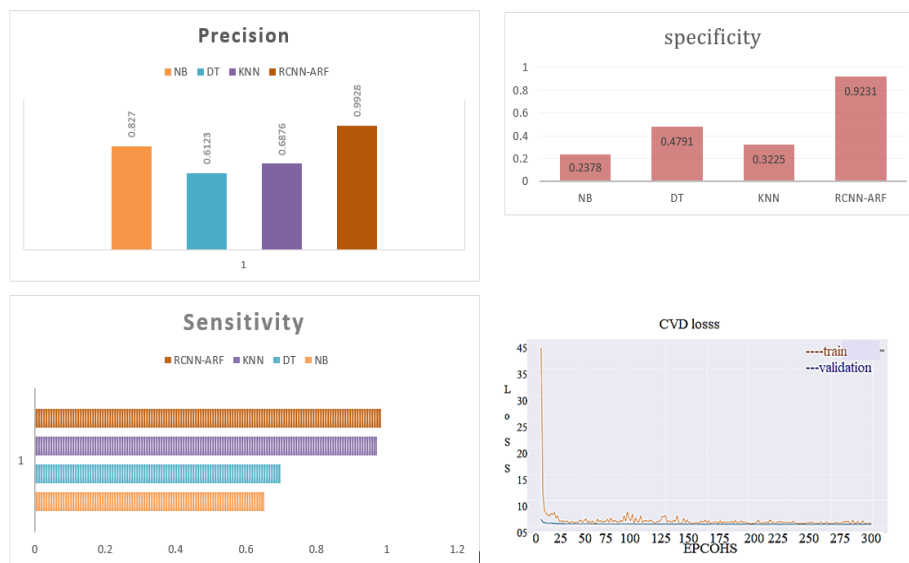 Precision
NB DT KNN RCNN-ARF
0.827
0.6123
0.6876
0.9928
1
specificity
1
0.8
0.6
0.4
0.2
0
0.2378
0.4791
0.3225
0.9231
NB DT KNN RCNN-ARF
Sensitivity
RCNN-ARF KNN DT NB
1
0 0.2 0.4 0.6 0.8 1 1.2
CVD losss
----train
---validation
Loss
45
35
30
25
20
15
10
05
0 25 50 75 100 125 150 175 200 225 250 300
EPCOHS